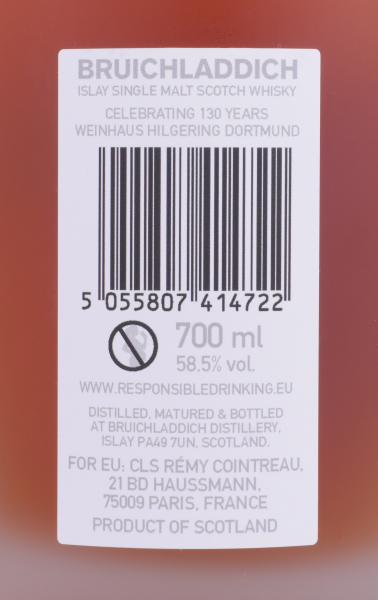 BRUICHLADDICH
ISLAY SINGLE MALT SCOTCH WHISKY
CELEBRATING 130 YEARS
WEINHAUS HILGERING DORTMUND
5 055807 414722
700 ml
58.5% vol.
WWW.RESPONSIBLEDRINKING.EU
DISTILLED, MATURED & BOTTLED
AT BRUICHLADDICH DISTILLERY,
ISLAY PA49 7UN, SCOTLAND.
FOR EU: CLS RÉMY COINTREAU,
21 BD HAUSSMANN,
75009 PARIS, FRANCE
PRODUCT OF SCOTLAND